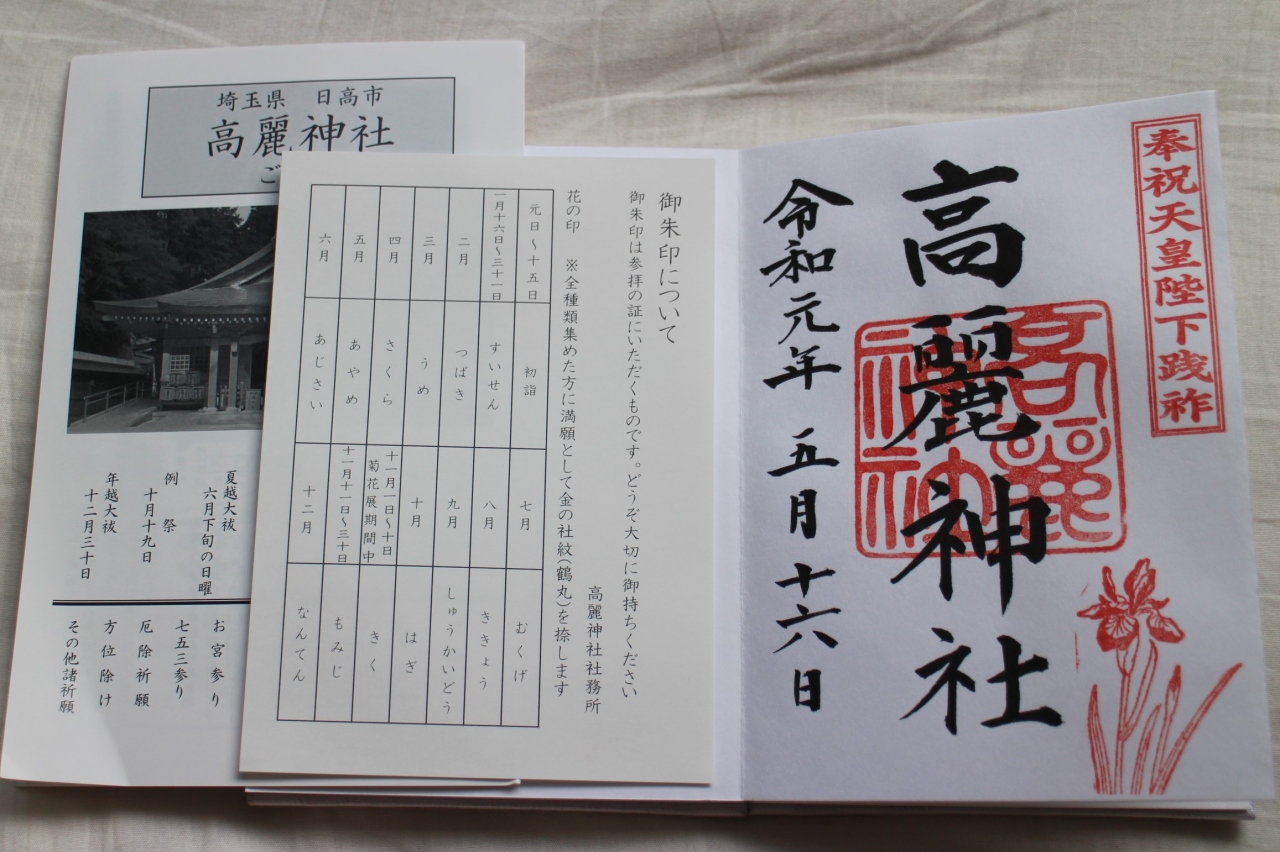 埼玉県 日高市
高麗神社
ご
夏越大祓
六月下旬の日曜
例祭
十月十九日
年越大祓
十二月三十日
お宮参り
七五三参り
厄除祈願
方位除け
その他諸祈願
御朱印について
御朱印は参拝の証にいただくものです。どうぞ大切に御持ちください
高麗神社社務所
花の印 ※全種類集めた方に満願として金の社紋(鶴丸)を捺します
元日~十五日 初詣
一月十六日~三十一日 すいせん
二月 つばき
三月 うめ
四月 さくら
五月 あやめ
六月 あじさい
七月 むくげ
八月 ききょう
九月 しゅうかいどう
十月 はぎ
十一月一日~十日
菊花展期間中 きく
十一月十一日~三十日 もみじ
十二月 なんてん
奉祝天皇陛下践祚
高麗神社
高麗神社
令和元年五月十六日